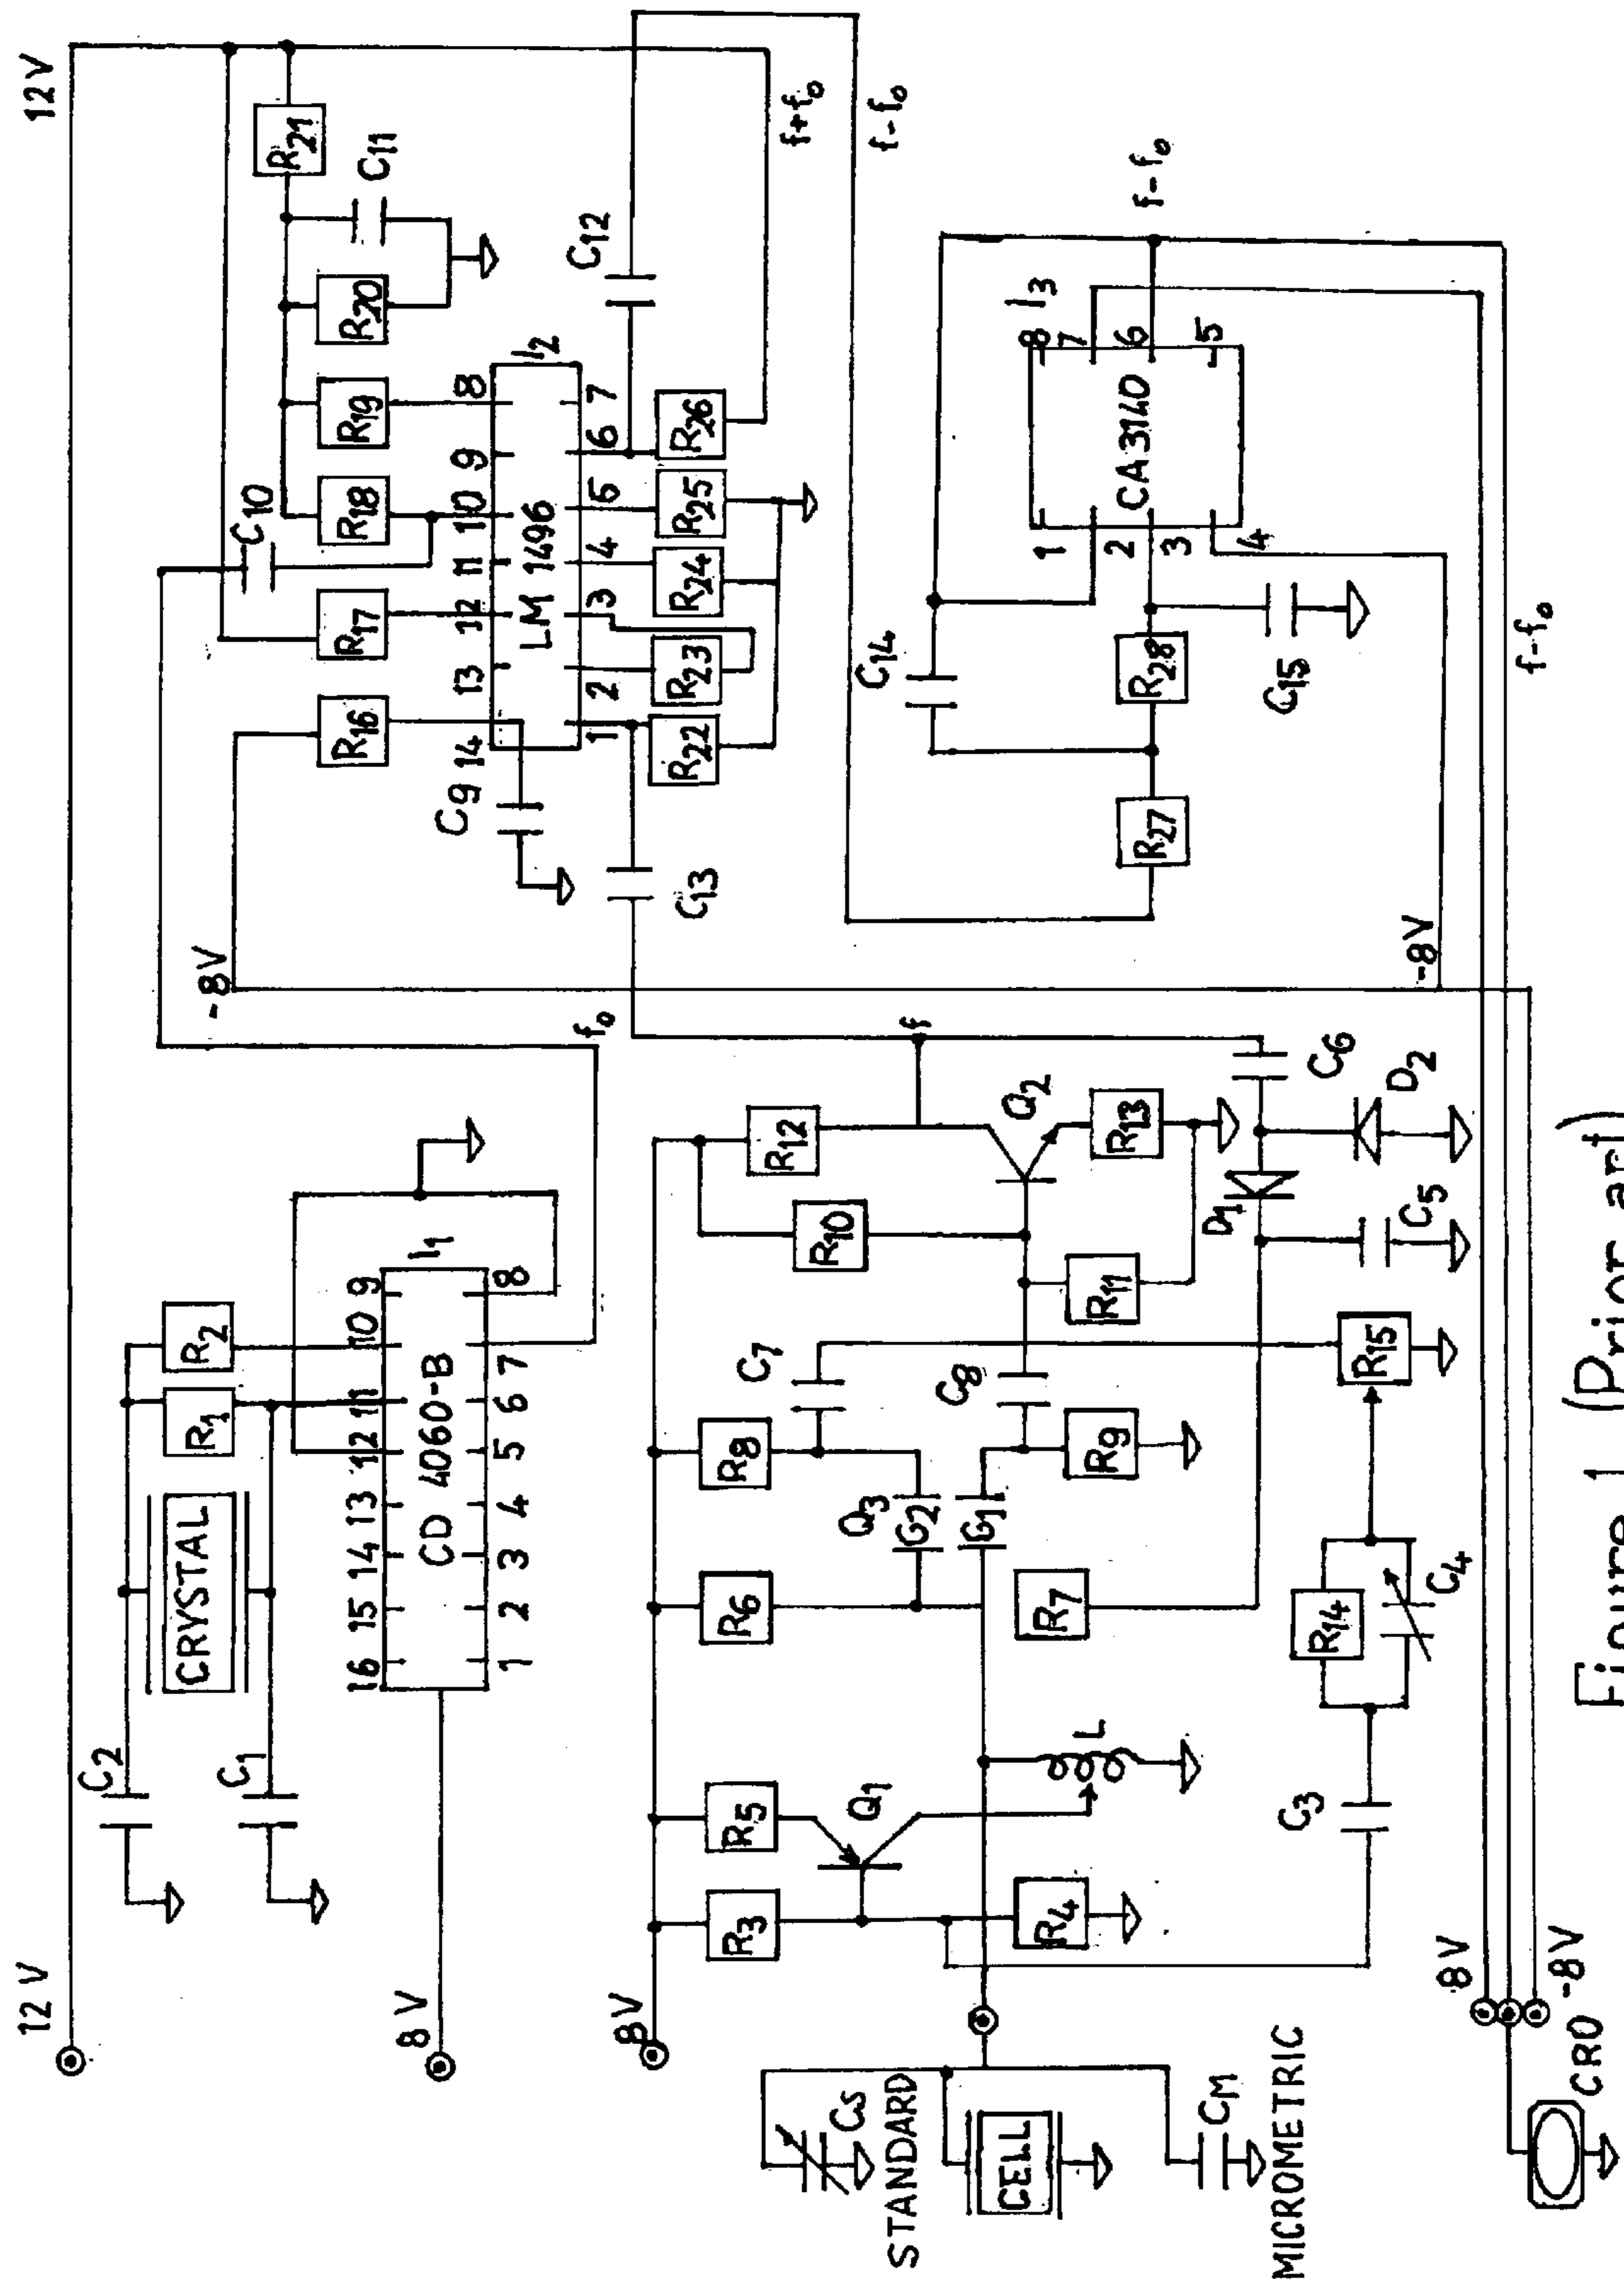 12 V
12V
C2
CRYSTAL
R1
R2
C1
16 15 14 13 12 11 10 9
I1
CD 4060-B
1 2 3 4 5 6 7 8
8 V
f0
-8V
C10
R21
C11
R16
R17
R18
R19
R20
14 13 12 11 10 9 8
I2
LM 1496
1 2 3 4 5 6 7
C9
C12
C13
R22
R23
R24
R25
R26
f+f0
f-f0
8V
R3
R5
R6
R8
R10
R12
C7
Q1
Q3
G2
G1
C8
Q2
f
R4
L
R7
R9
R11
R13
D1
C6
C5
D2
C3
R14
C4
R15
CS
STANDARD
CELL
CM
MICROMETRIC
C14
R27
R28
C15
1
2
3
4
CA3140
8
7
6
5
I3
f-f0
-8V
f-f0
8V
-8V
CRO
Figure 1 (Prior art)